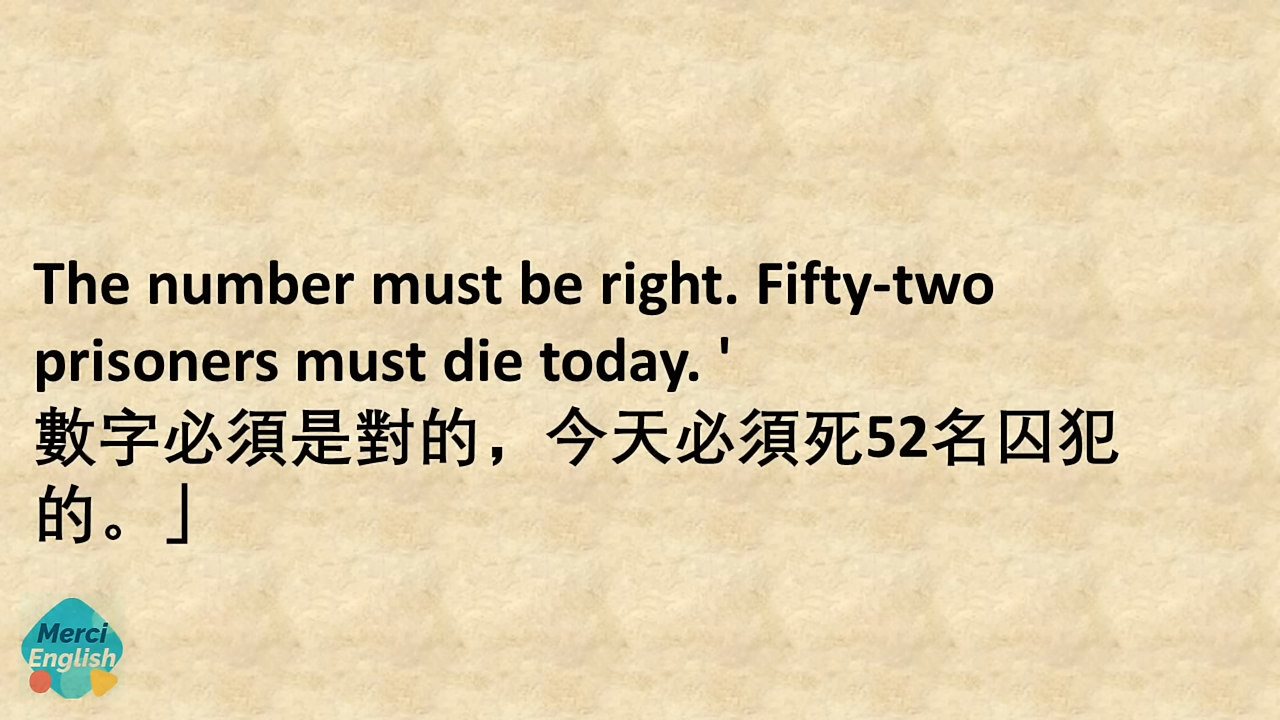 The number must be right. Fifty-two
prisoners must die today. '
數字必須是對的，今天必須死52名囚犯
的。」
Merci
English